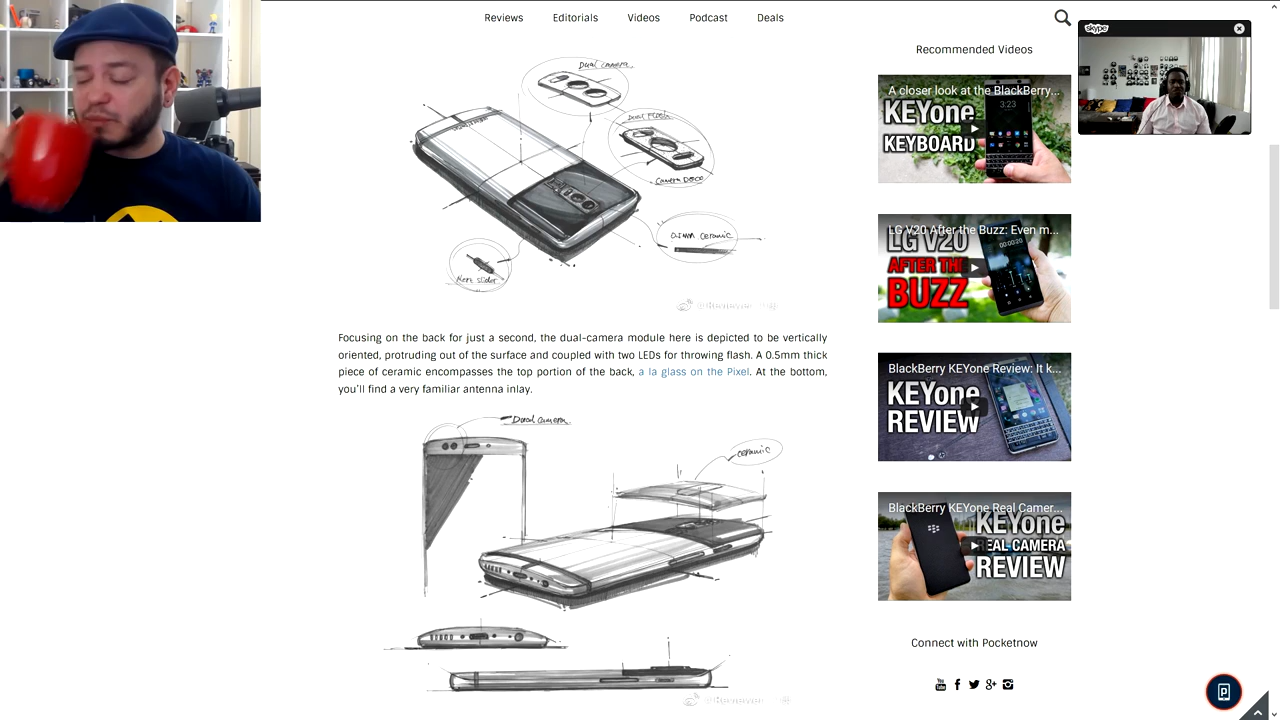 Reviews Editorials Videos Podcast Deals
skype
Recommended Videos
Dual camera
Dual Flash
Camera Deco
0.5mm ceramic
Alert slider
A closer look at the BlackBerry...
KEYone
KEYBOARD
3:23
LG V20 After the Buzz: Even m...
LG V20
AFTER THE
BUZZ
00:00:20
Focusing on the back for just a second, the dual-camera module here is depicted to be vertically
oriented, protruding out of the surface and coupled with two LEDs for throwing flash. A 0.5mm thick
piece of ceramic encompasses the top portion of the back, a la glass on the Pixel. At the bottom,
you'll find a very familiar antenna inlay.
BlackBerry KEYone Review: It k...
KEYone
REVIEW
Dual camera
ceramic
BlackBerry KEYone Real Camer...
KEYone
REAL CAMERA
REVIEW
Connect with Pocketnow